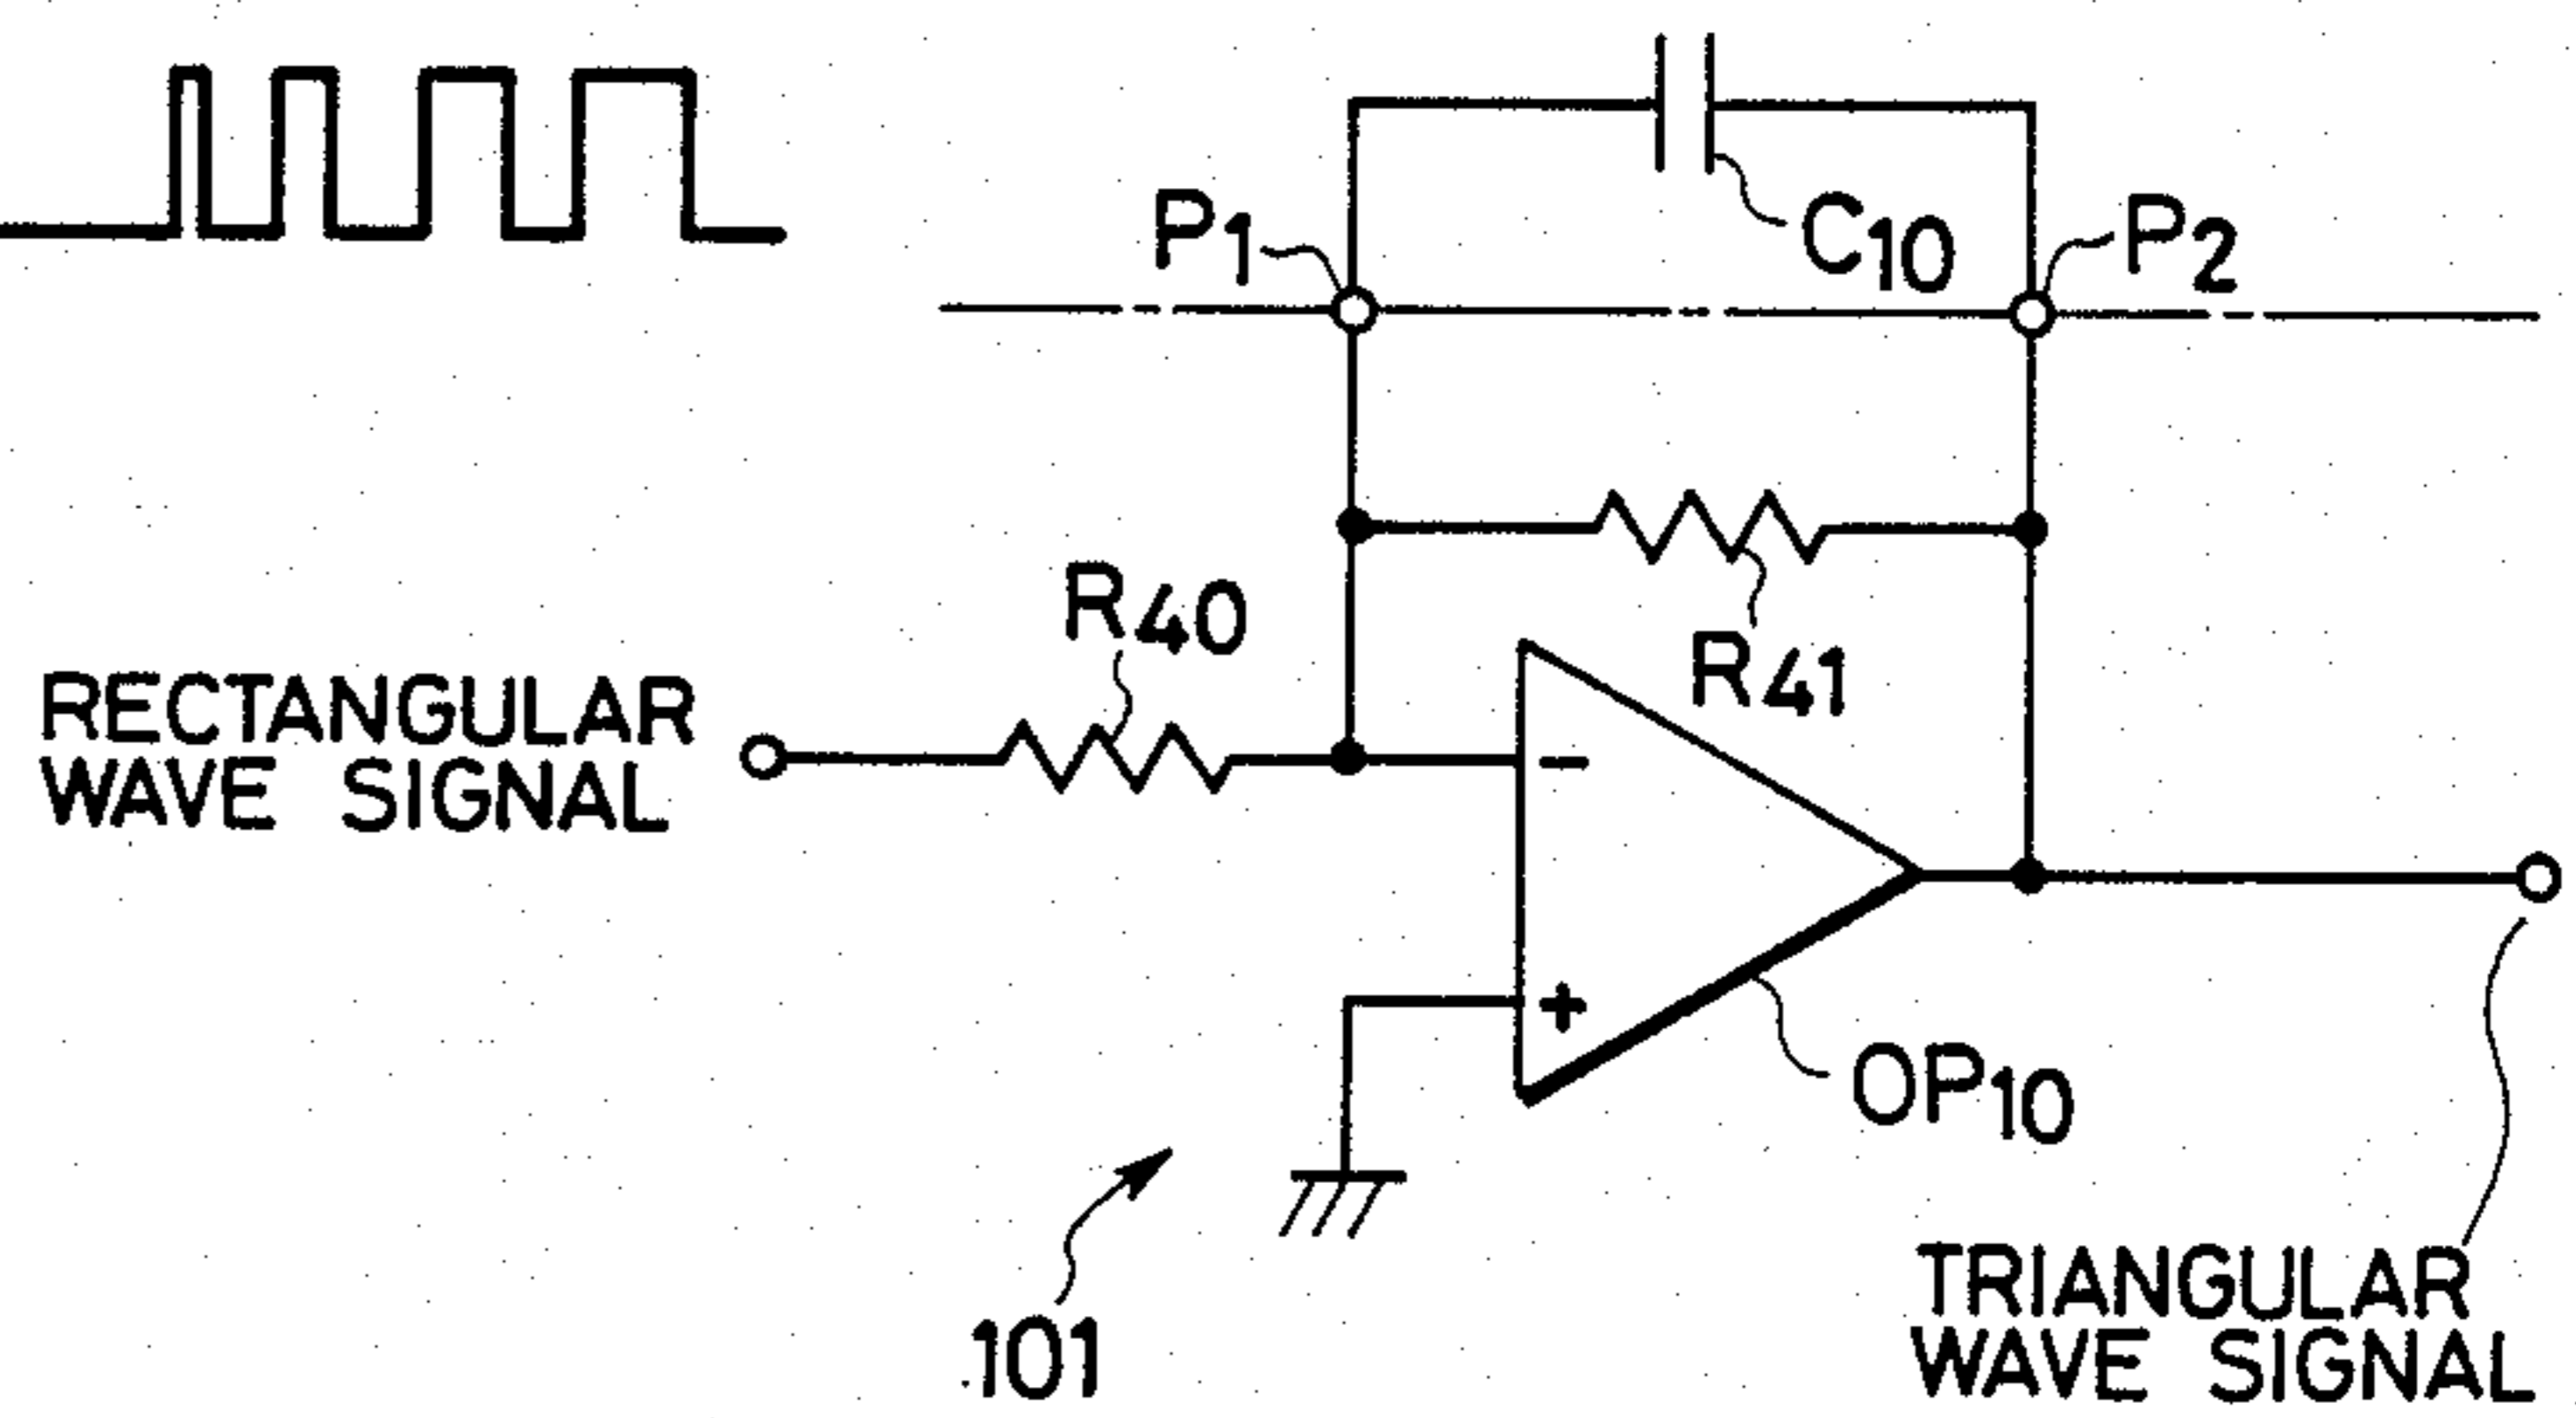 P1
C10
P2
R40
R41
RECTANGULAR
WAVE SIGNAL
-
+
OP10
101
TRIANGULAR
WAVE SIGNAL